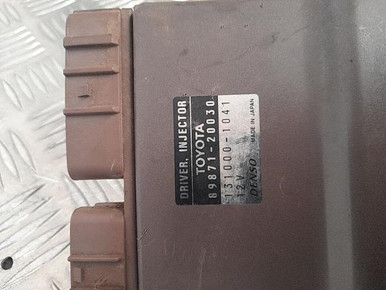 DRIVER, INJECTOR
TOYOTA
89871-20030
131000-1041
12V
DENSO MADE IN JAPAN